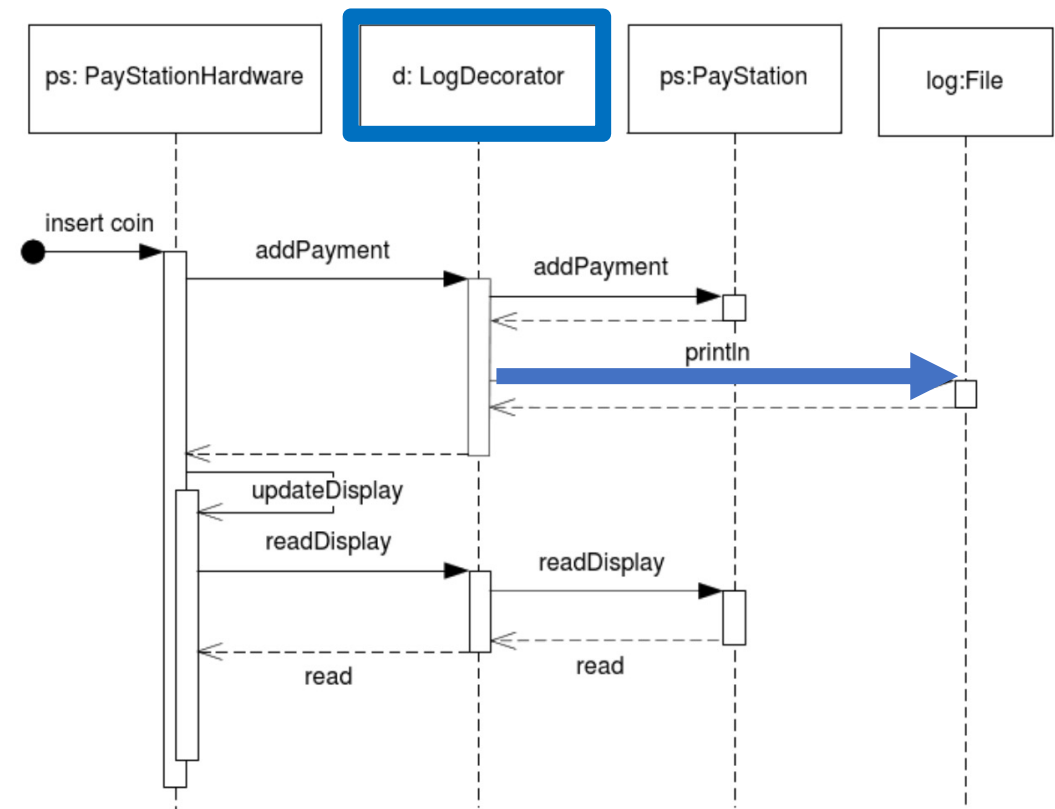 ps: PayStationHardware
d: LogDecorator
ps:PayStation
log:File
insert coin
addPayment
addPayment
println
updateDisplay
readDisplay
readDisplay
read
read